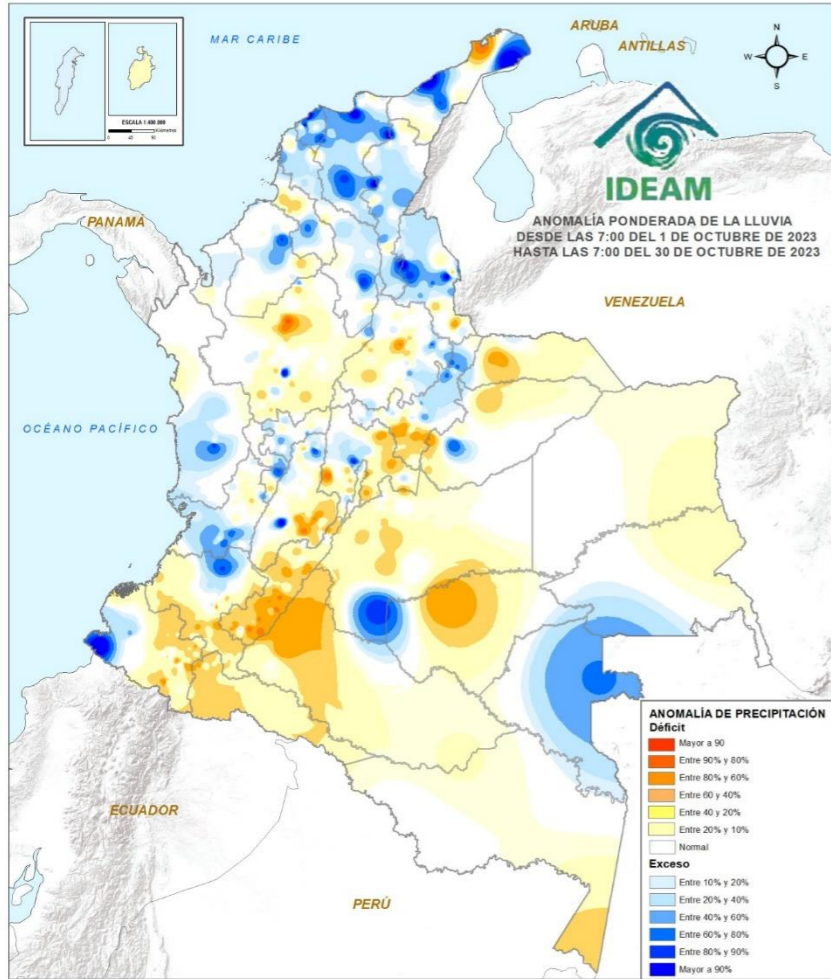 MAR CARIBE
ARUBA
ANTILLAS
N
W
E
S
ESCALA 1:400 000
IDEAM
ANOMALÍA PONDERADA DE LA LLUVIA
DESDE LAS 7:00 DEL 1 DE OCTUBRE DE 2023
HASTA LAS 7:00 DEL 30 DE OCTUBRE DE 2023
PANAMÁ
VENEZUELA
OCÉANO PACÍFICO
ECUADOR
PERÚ
ANOMALÍA DE PRECIPITACIÓN
Déficit
Mayor a 90
Entre 90% y 80%
Entre 80% y 60%
Entre 60 y 40%
Entre 40 y 20%
Entre 20% y 10%
Normal
Exceso
Entre 10% y 20%
Entre 20% y 40%
Entre 40% y 60%
Entre 60% y 80%
Entre 80% y 90%
Mayor a 90%